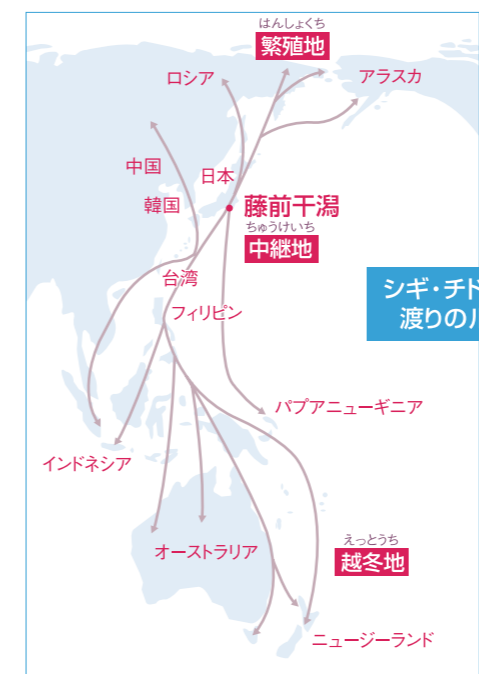 はんしょくち
繁殖地
ロシア
アラスカ
中国
日本
韓国
藤前干潟
ちゅうけいち
中継地
台湾
シギ・チド
渡りのル
フィリピン
パプアニューギニア
インドネシア
えっとうち
オーストラリア
越冬地
ニュージーランド